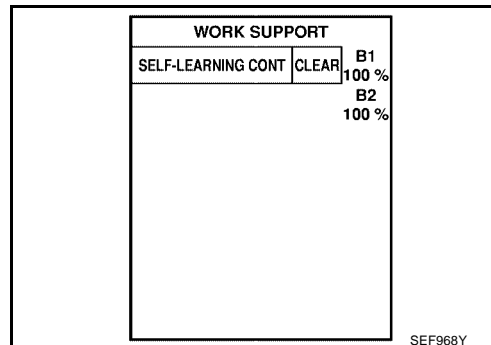 WORK SUPPORT
SELF-LEARNING CONT CLEAR B1
100 %
B2
100 %
SEF968Y